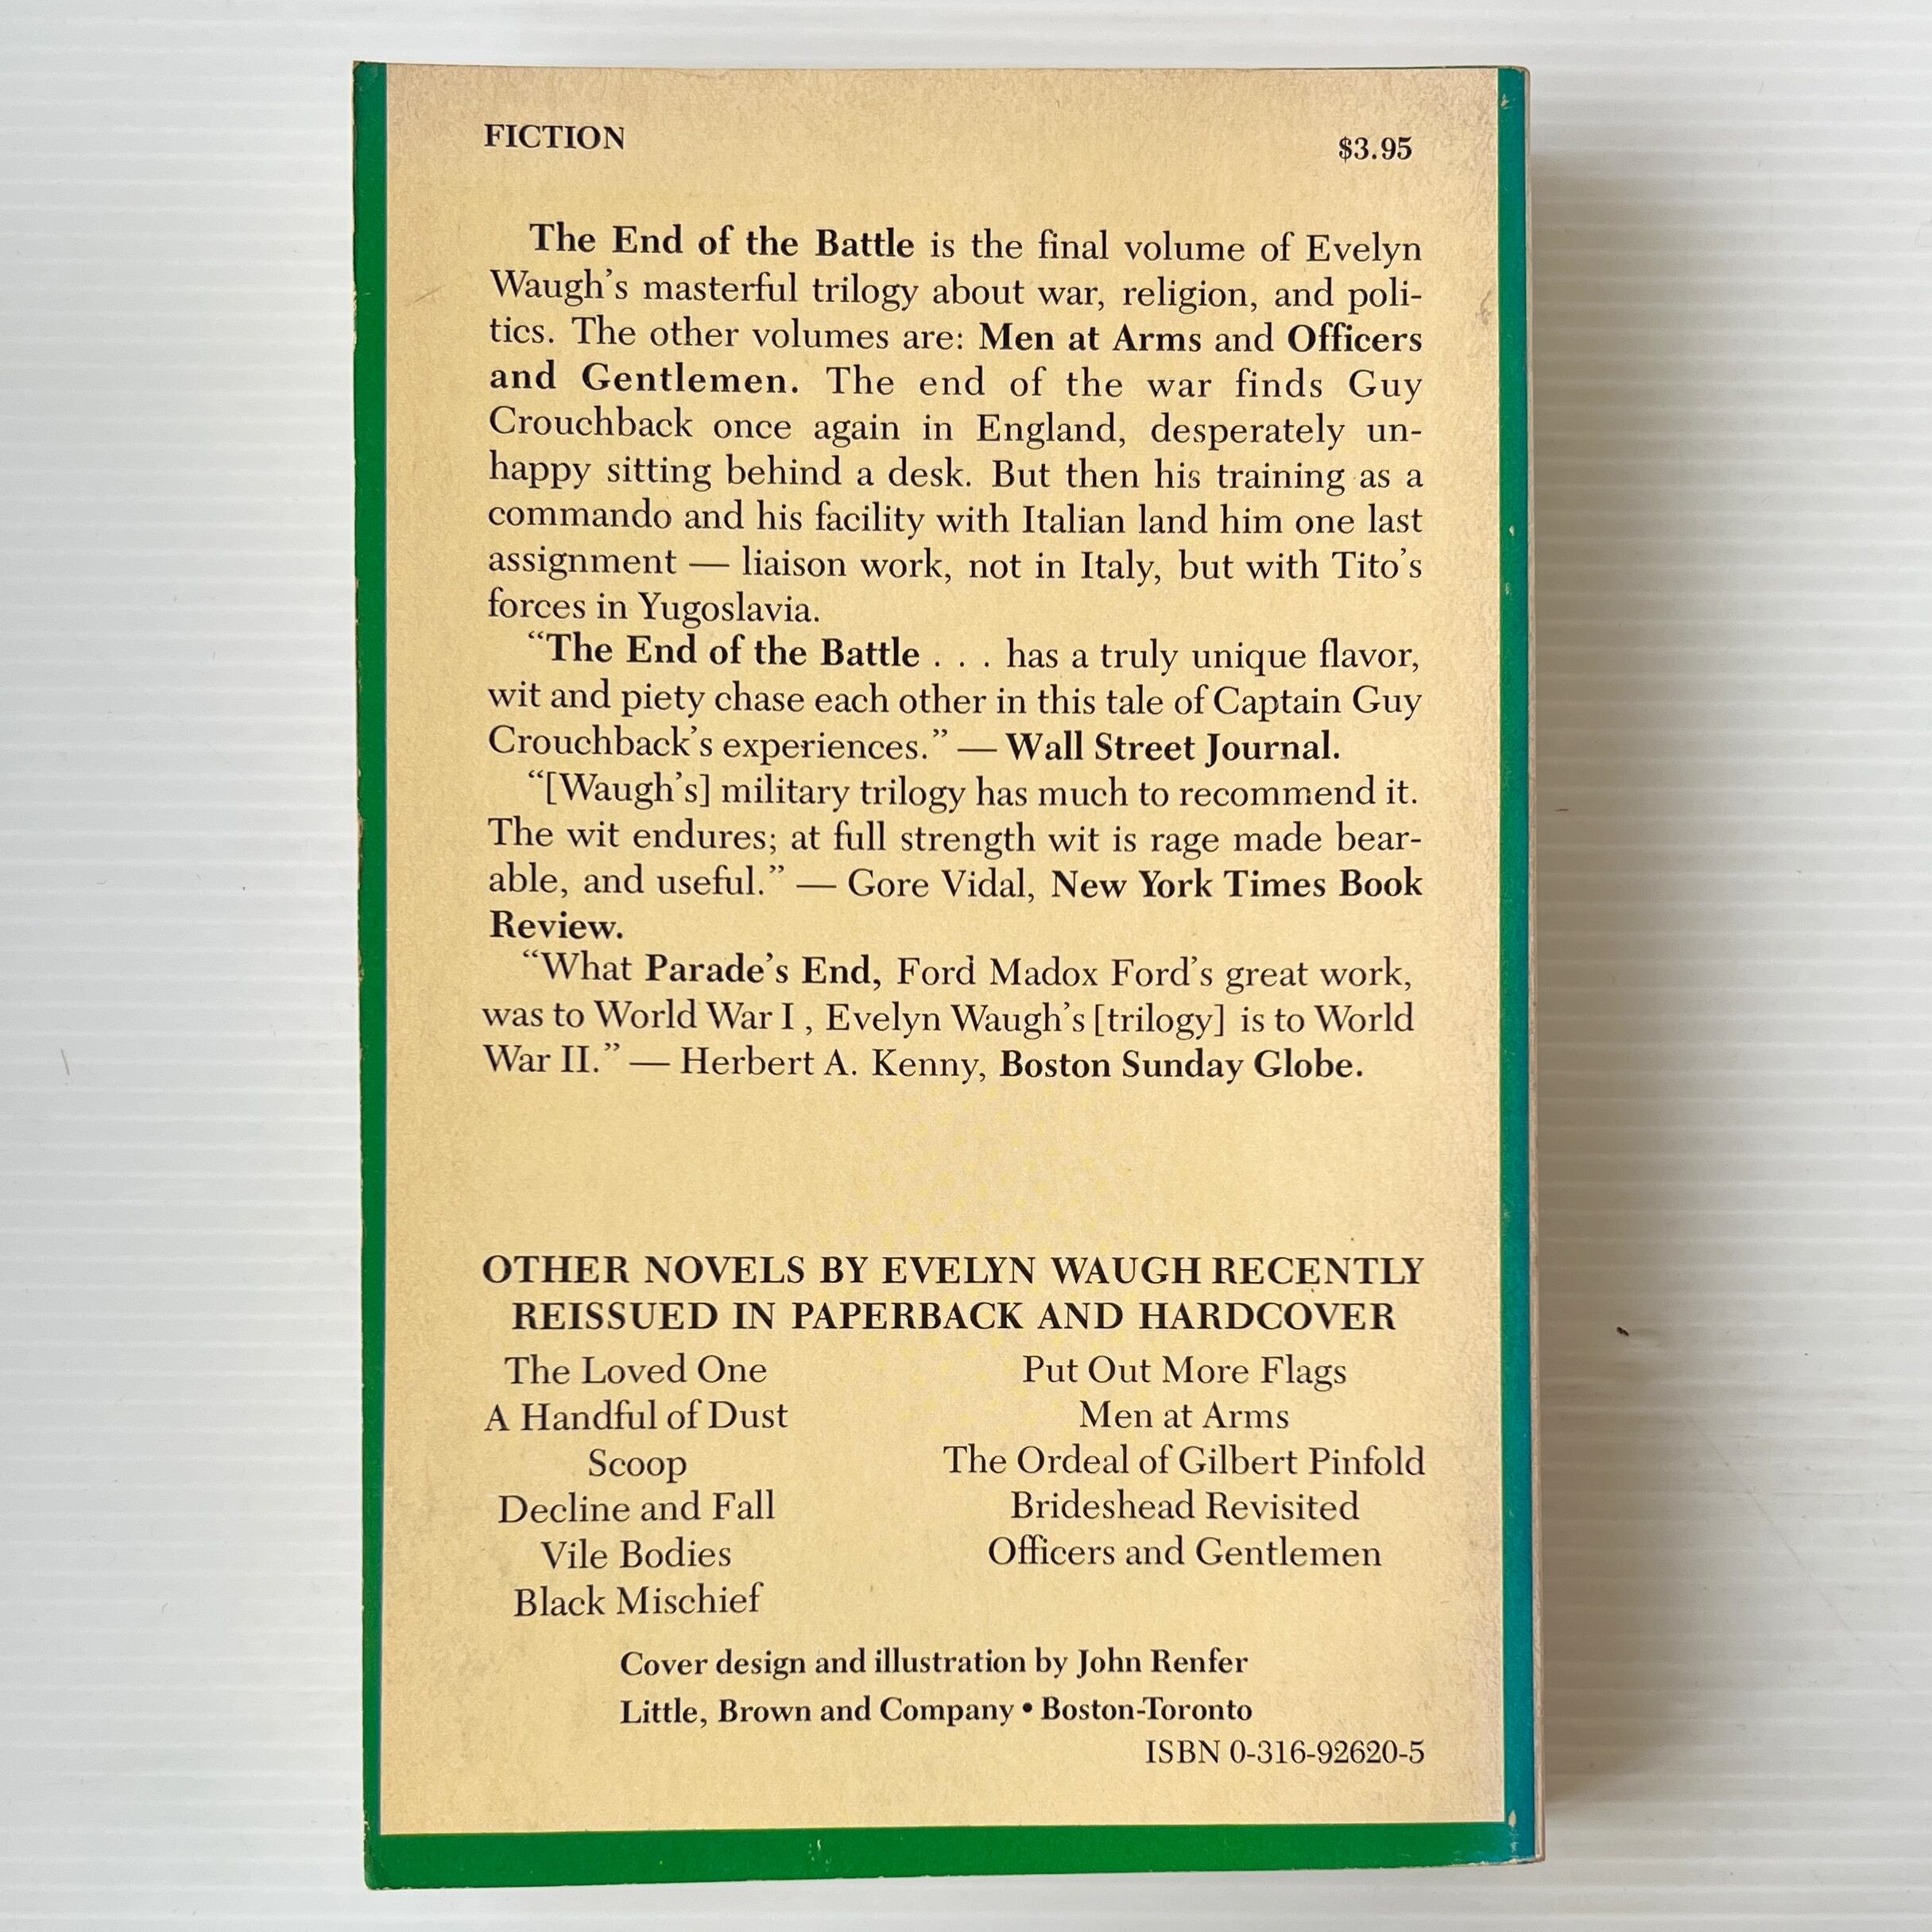 FICTION
$3.95
The End of the Battle is the final volume of Evelyn
Waugh's masterful trilogy about war, religion, and poli-
tics. The other volumes are: Men at Arms and Officers
and Gentlemen. The end of the war finds Guy
Crouchback once again in England, desperately un-
happy sitting behind a desk. But then his training as a
commando and his facility with Italian land him one last
assignment — liaison work, not in Italy, but with Tito's
forces in Yugoslavia.
“The End of the Battle . . . has a truly unique flavor,
wit and piety chase each other in this tale of Captain Guy
Crouchback's experiences.” — Wall Street Journal.
“[Waugh's] military trilogy has much to recommend it.
The wit endures; at full strength wit is rage made bear-
able, and useful.” — Gore Vidal, New York Times Book
Review.
“What Parade's End, Ford Madox Ford's great work,
was to World War I , Evelyn Waugh's [trilogy] is to World
War II.” — Herbert A. Kenny, Boston Sunday Globe.
OTHER NOVELS BY EVELYN WAUGH RECENTLY
REISSUED IN PAPERBACK AND HARDCOVER
The Loved One
A Handful of Dust
Scoop
Decline and Fall
Vile Bodies
Black Mischief
Put Out More Flags
Men at Arms
The Ordeal of Gilbert Pinfold
Brideshead Revisited
Officers and Gentlemen
Cover design and illustration by John Renfer
Little, Brown and Company • Boston-Toronto
ISBN 0-316-92620-5